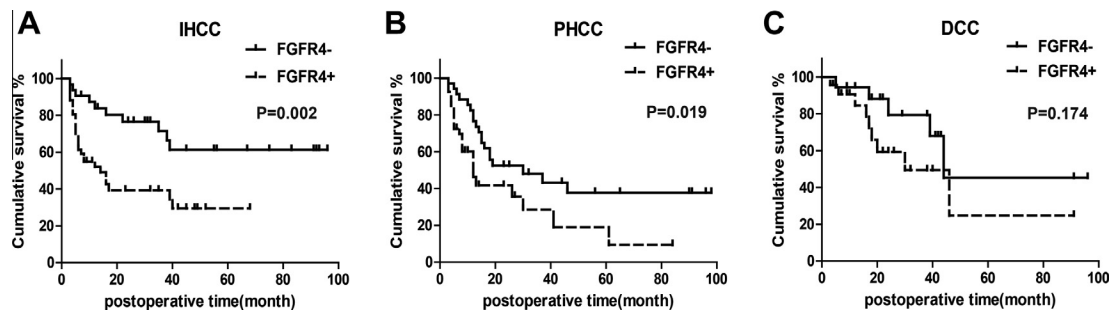 A
IHCC
FGFR4-
FGFR4+
P=0.002
Cumulative survival %
100
80
60
40
20
0
0 20 40 60 80 100
postoperative time(month)
B
PHCC
FGFR4-
FGFR4+
P=0.019
Cumulative survival %
100
80
60
40
20
0
0 20 40 60 80 100
postoperative time(month)
C
DCC
FGFR4-
FGFR4+
P=0.174
Cumulative survival %
100
80
60
40
20
0
0 20 40 60 80 100
postoperative time(month)